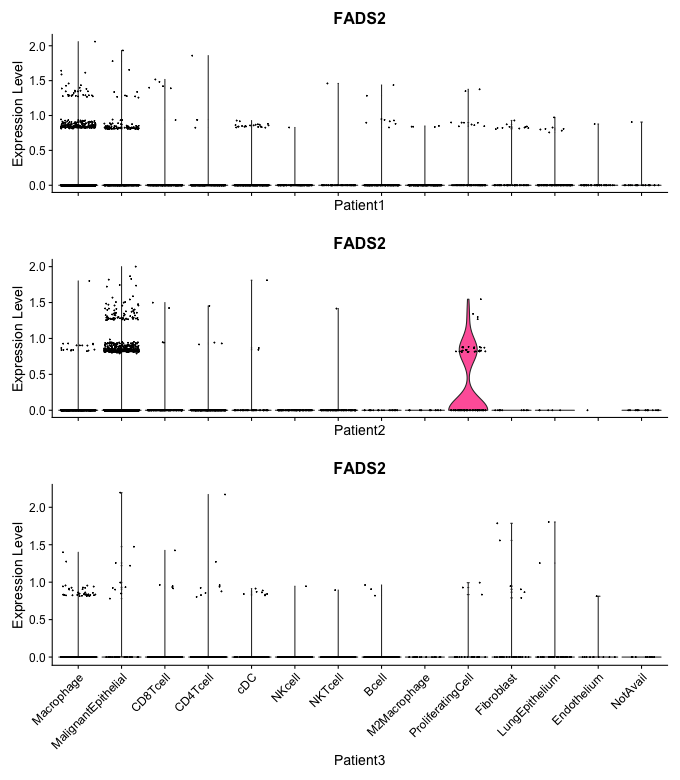 FADS2
Expression Level
2.0
1.5
1.0
0.5
0.0
Patient1
FADS2
Expression Level
2.0
1.5
1.0
0.5
0.0
Patient2
FADS2
Expression Level
2.0
1.5
1.0
0.5
0.0
Macrophage
MalignantEpithelial
CD8Tcell
CD4Tcell
cDC
NKcell
NKTcell
Bcell
M2Macrophage
ProliferatingCell
Fibroblast
LungEpithelium
Endothelium
NotAvail
Patient3